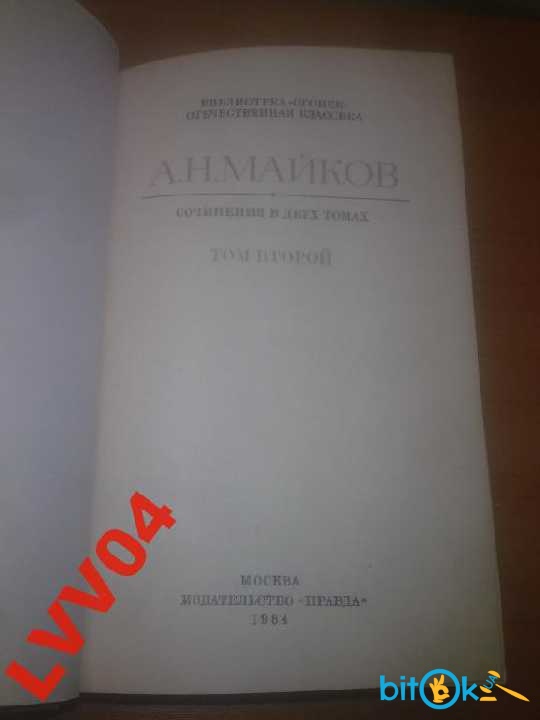 БИБЛИОТЕКА «ОГОНЕК»
ОТЕЧЕСТВЕННАЯ КЛАССИКА
А.Н.МАЙКОВ
СОЧИНЕНИЯ В ДВУХ ТОМАХ
ТОМ ВТОРОЙ
МОСКВА
ИЗДАТЕЛЬСТВО «ПРАВДА»
1984
LVV04
bitOk